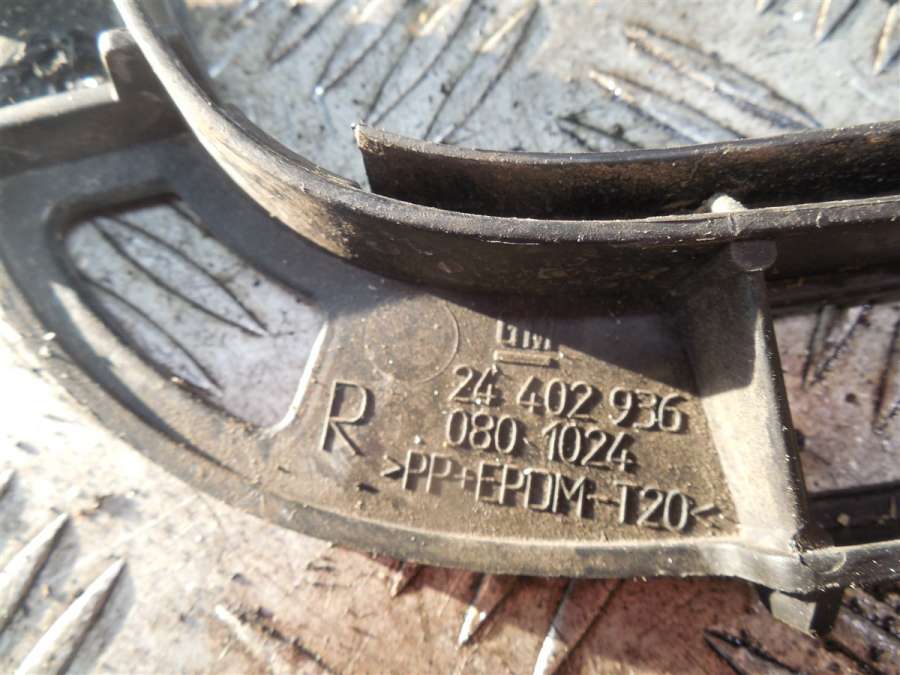 GM
24 402 936
R
080 1024
>PP+EPDM-T20<